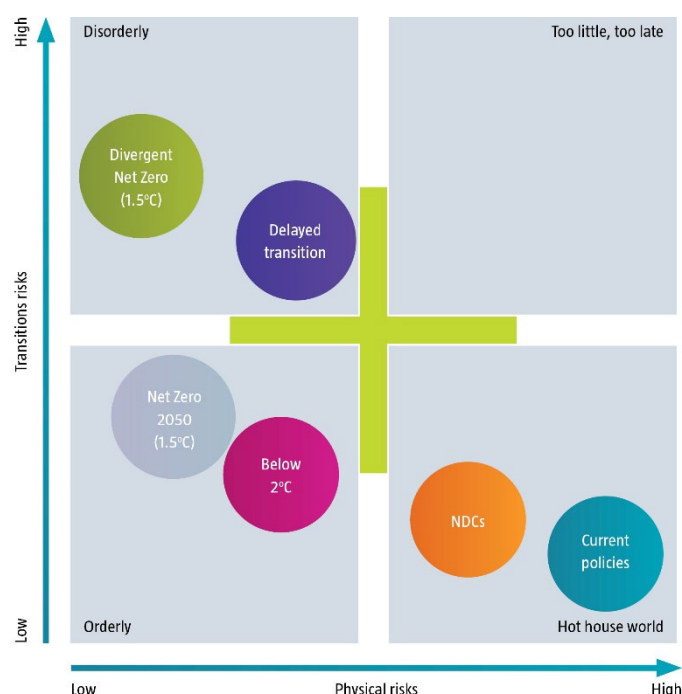 High
Disorderly
Too little, too late
Divergent
Net Zero
(1.5°C)
Delayed
transition
Transitions risks
Net Zero
2050
(1.5°C)
Below
2°C
NDCs
Current
policies
Low
Orderly
Hot house world
Low
Physical risks
High